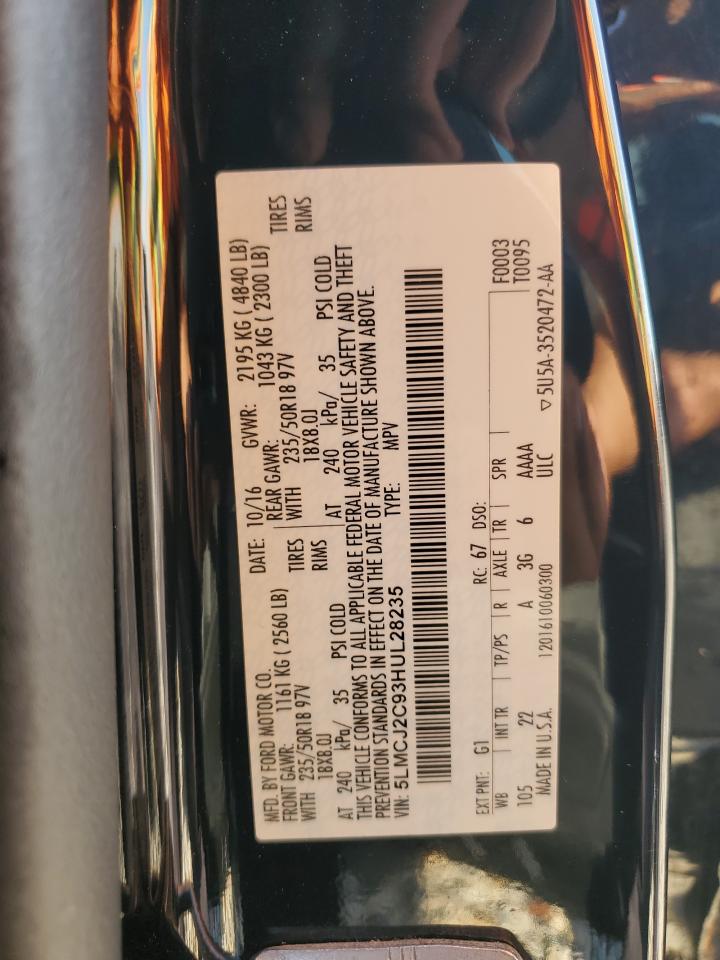 MFD. BY FORD MOTOR CO.
DATE: 10/16 GVWR: 2195 KG ( 4840 LB)
FRONT GAWR: 1161 KG ( 2560 LB)
REAR GAWR: 1043 KG ( 2300 LB)
WITH 235/50R18 97V TIRES
WITH 235/50R18 97V TIRES
18X8.0J RIMS
18X8.0J RIMS
AT 240 kPa/ 35 PSI COLD
AT 240 kPa/ 35 PSI COLD
THIS VEHICLE CONFORMS TO ALL APPLICABLE FEDERAL MOTOR VEHICLE SAFETY AND THEFT
PREVENTION STANDARDS IN EFFECT ON THE DATE OF MANUFACTURE SHOWN ABOVE.
VIN: 5LMCJ2C93HUL28235 TYPE: MPV
EXT PNT: G1 RC: 67 DSO: F0003
WB INT TR TP/PS R AXLE TR SPR T0095
105 22 A 3G 6 AAAA
MADE IN U.S.A. 1201610060300 ULC ▽5U5A-3520472-AA